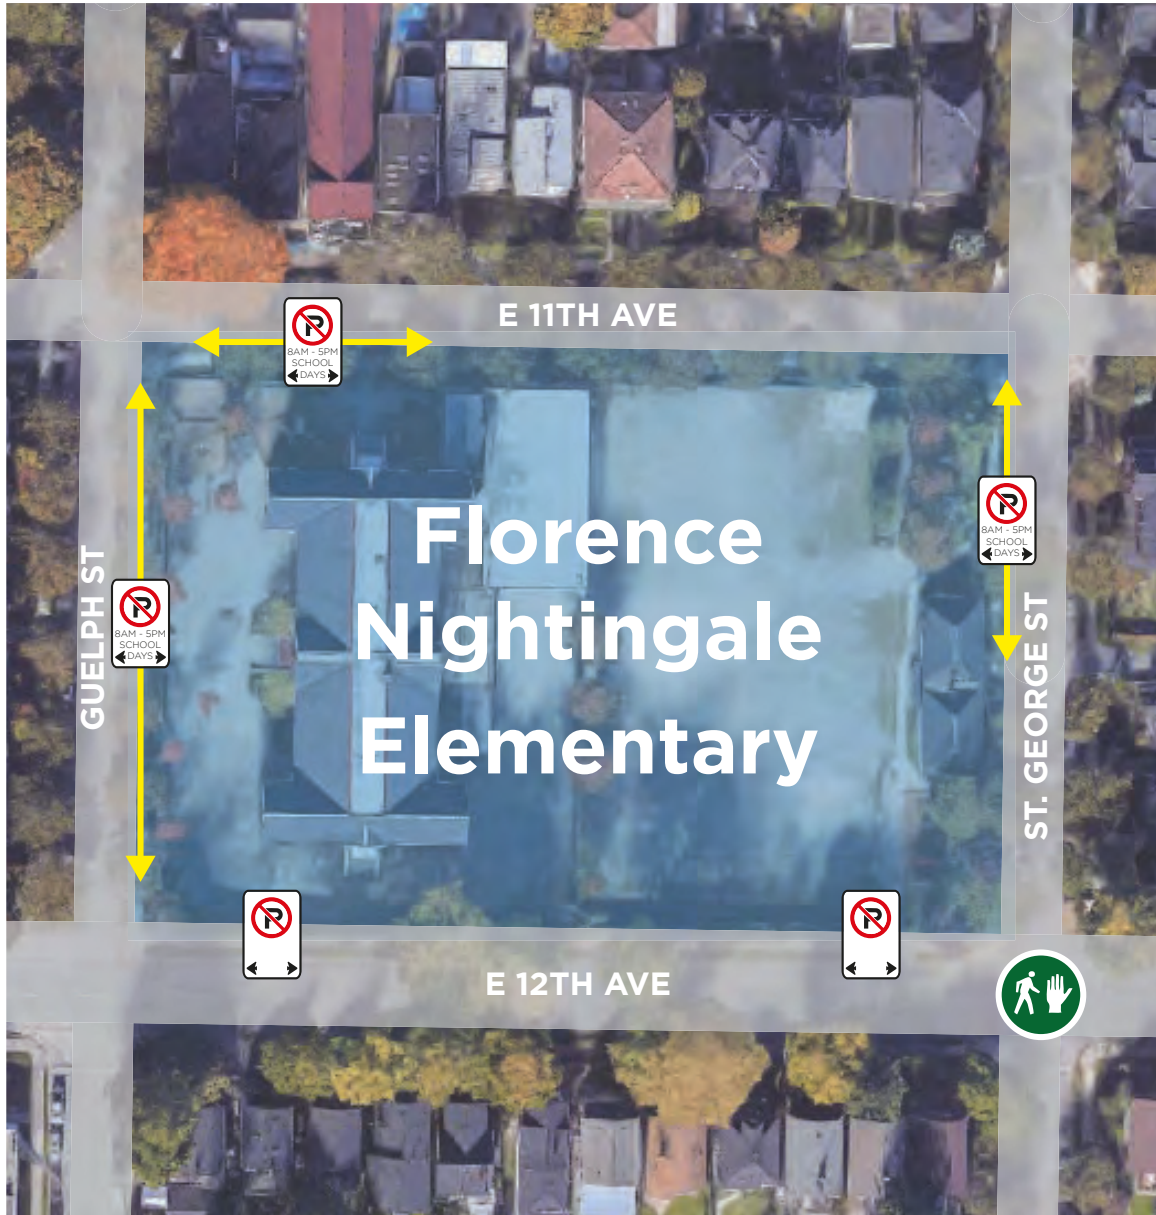 E 11TH AVE
P
8AM - 5PM
SCHOOL
DAYS
P
8AM - 5PM
SCHOOL
DAYS
Florence
Nightingale
Elementary
GUELPH ST
P
8AM - 5PM
SCHOOL
DAYS
ST. GEORGE ST
P
P
E 12TH AVE